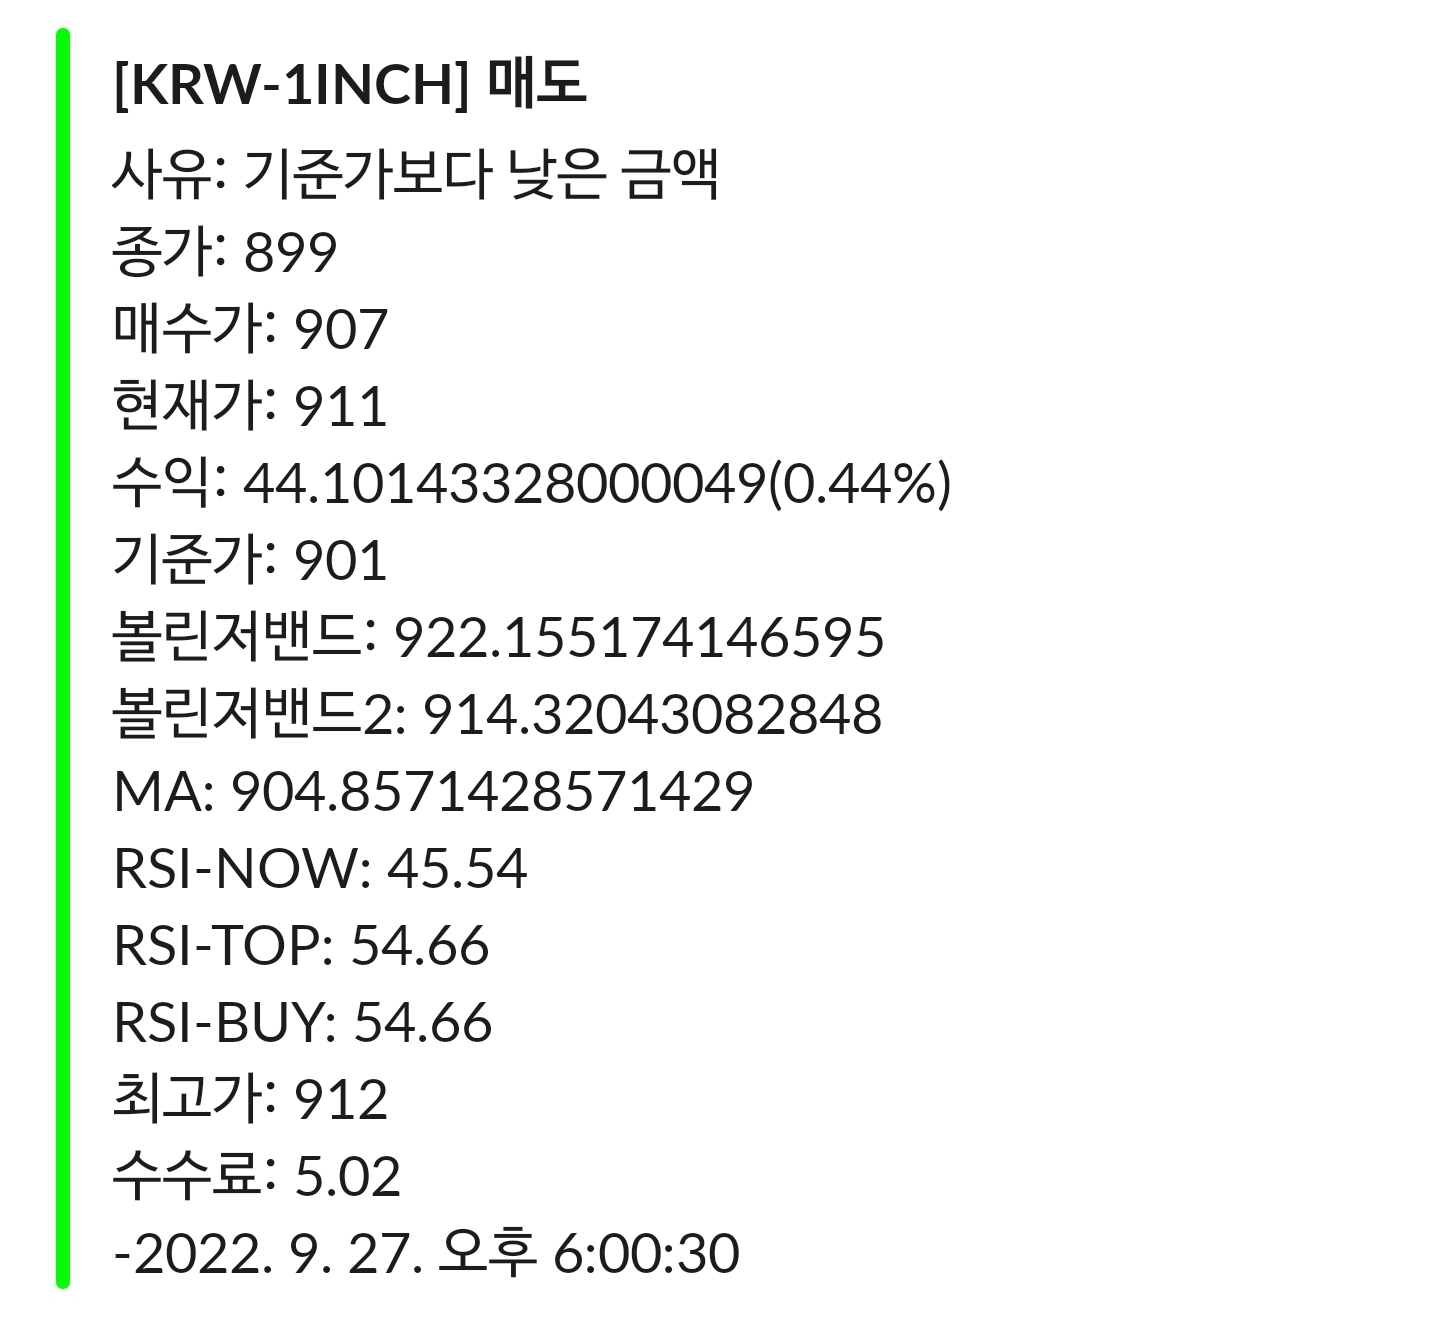 [KRW-1INCH] 매도
사유: 기준가보다 낮은 금액
종가: 899
매수가: 907
현재가: 911
수익: 44.10143328000049(0.44%)
기준가: 901
볼린저밴드: 922.155174146595
볼린저밴드2: 914.32043082848
MA: 904.8571428571429
RSI-NOW: 45.54
RSI-TOP: 54.66
RSI-BUY: 54.66
최고가: 912
수수료: 5.02
-2022. 9. 27. 오후 6:00:30